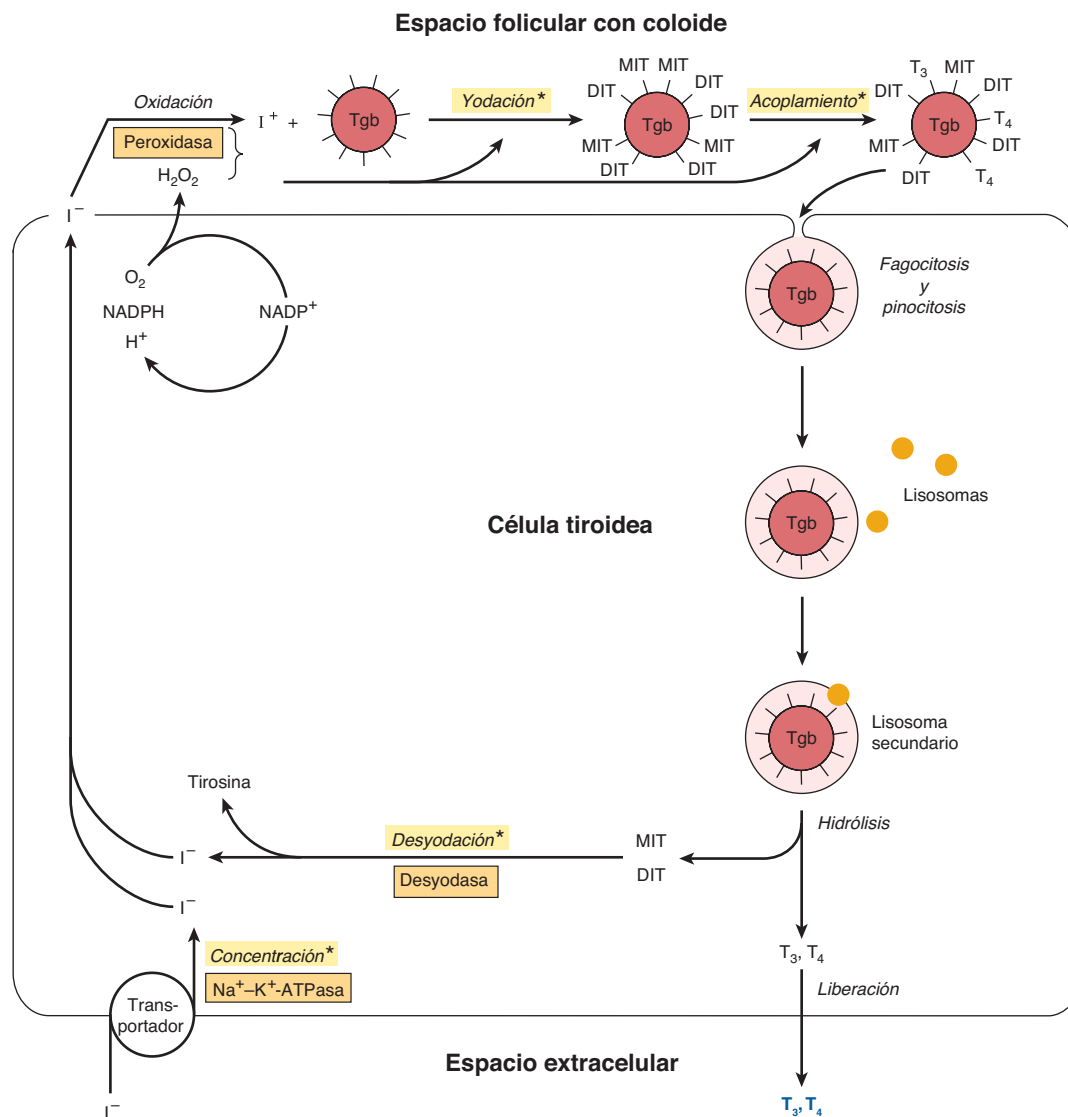 Espacio folicular con coloide
Oxidación
Peroxidasa
H₂O₂
I⁺ +
Tgb
Yodación*
MIT
MIT
DIT
DIT
DIT
Tgb
MIT
MIT
DIT
DIT
Acoplamiento*
T₃
MIT
DIT
DIT
T₄
Tgb
MIT
DIT
DIT
T₄
I⁻
O₂
NADPH
H⁺
NADP⁺
Tgb
Fagocitosis
y
pinocitosis
Lisosomas
Tgb
Célula tiroidea
Tgb
Lisosoma
secundario
Tirosina
Hidrólisis
Desyodación*
Desyodasa
MIT
DIT
I⁻
I⁻
Concentración*
Na⁺–K⁺-ATPasa
Trans-
portador
T₃, T₄
Liberación
Espacio extracelular
I⁻
T₃, T₄